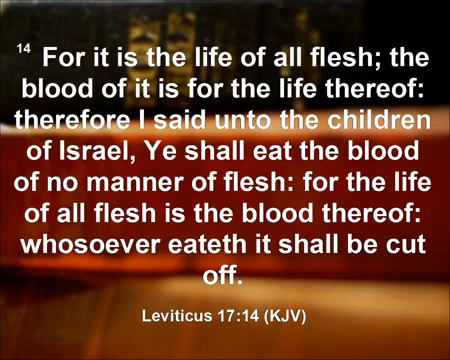 14 For it is the life of all flesh; the
blood of it is for the life thereof:
therefore I said unto the children
of Israel, Ye shall eat the blood
of no manner of flesh: for the life
of all flesh is the blood thereof:
whosoever eateth it shall be cut
off.
Leviticus 17:14 (KJV)